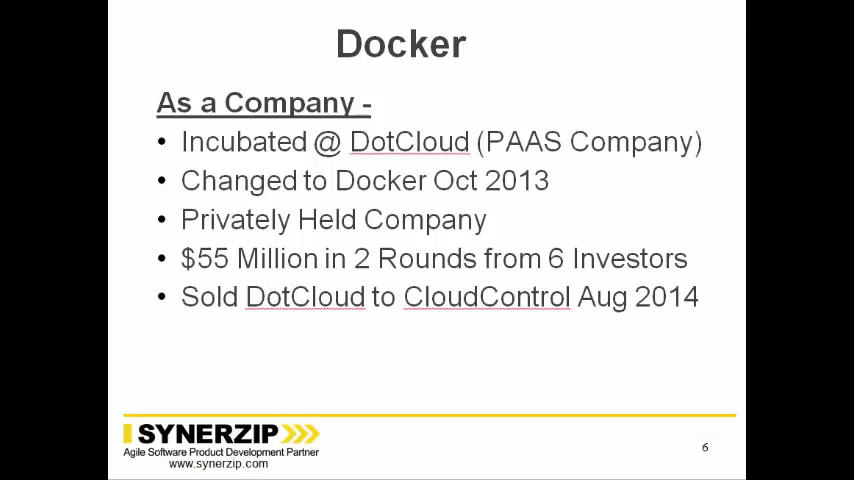 Docker
As a Company -
• Incubated @ DotCloud (PAAS Company)
• Changed to Docker Oct 2013
• Privately Held Company
• $55 Million in 2 Rounds from 6 Investors
• Sold DotCloud to CloudControl Aug 2014
SYNERZIP
Agile Software Product Development Partner
www.synerzip.com
6